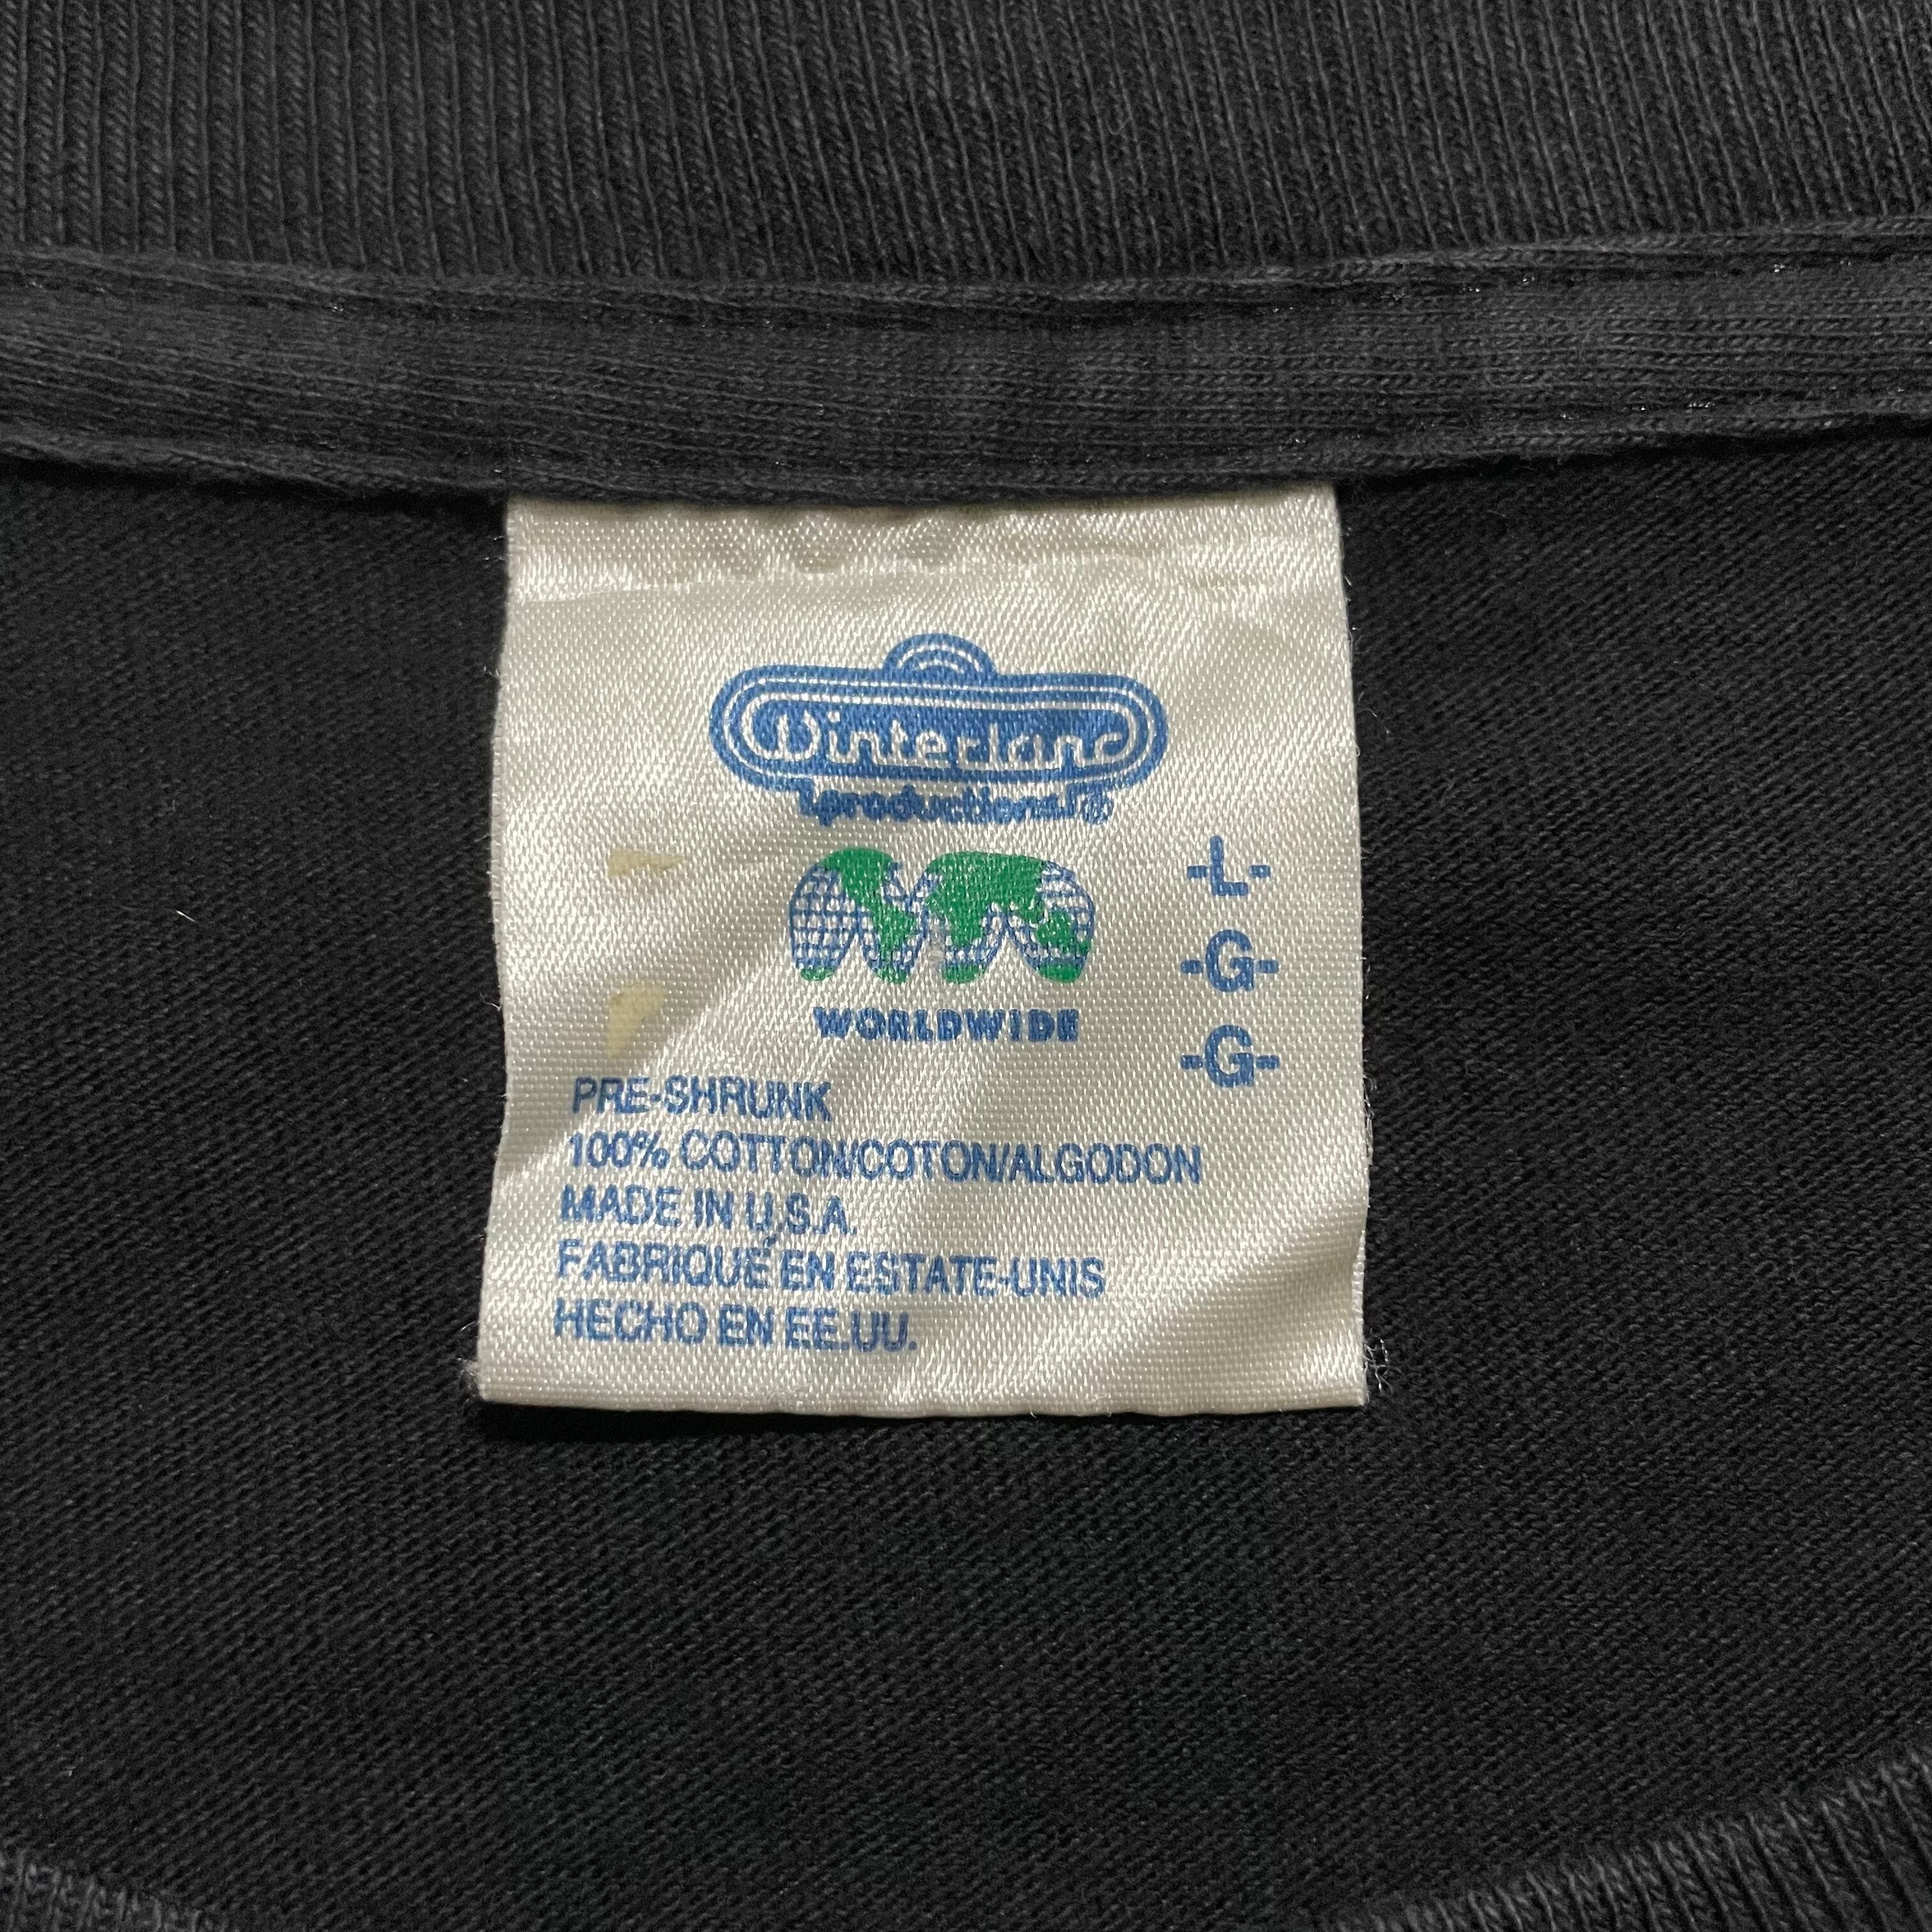 Winterland
productions®
WORLDWIDE
-L-
-G-
-G-
PRE-SHRUNK
100% COTTON/COTON/ALGODON
MADE IN U.S.A.
FABRIQUÉ EN ESTATE-UNIS
HECHO EN EE.UU.